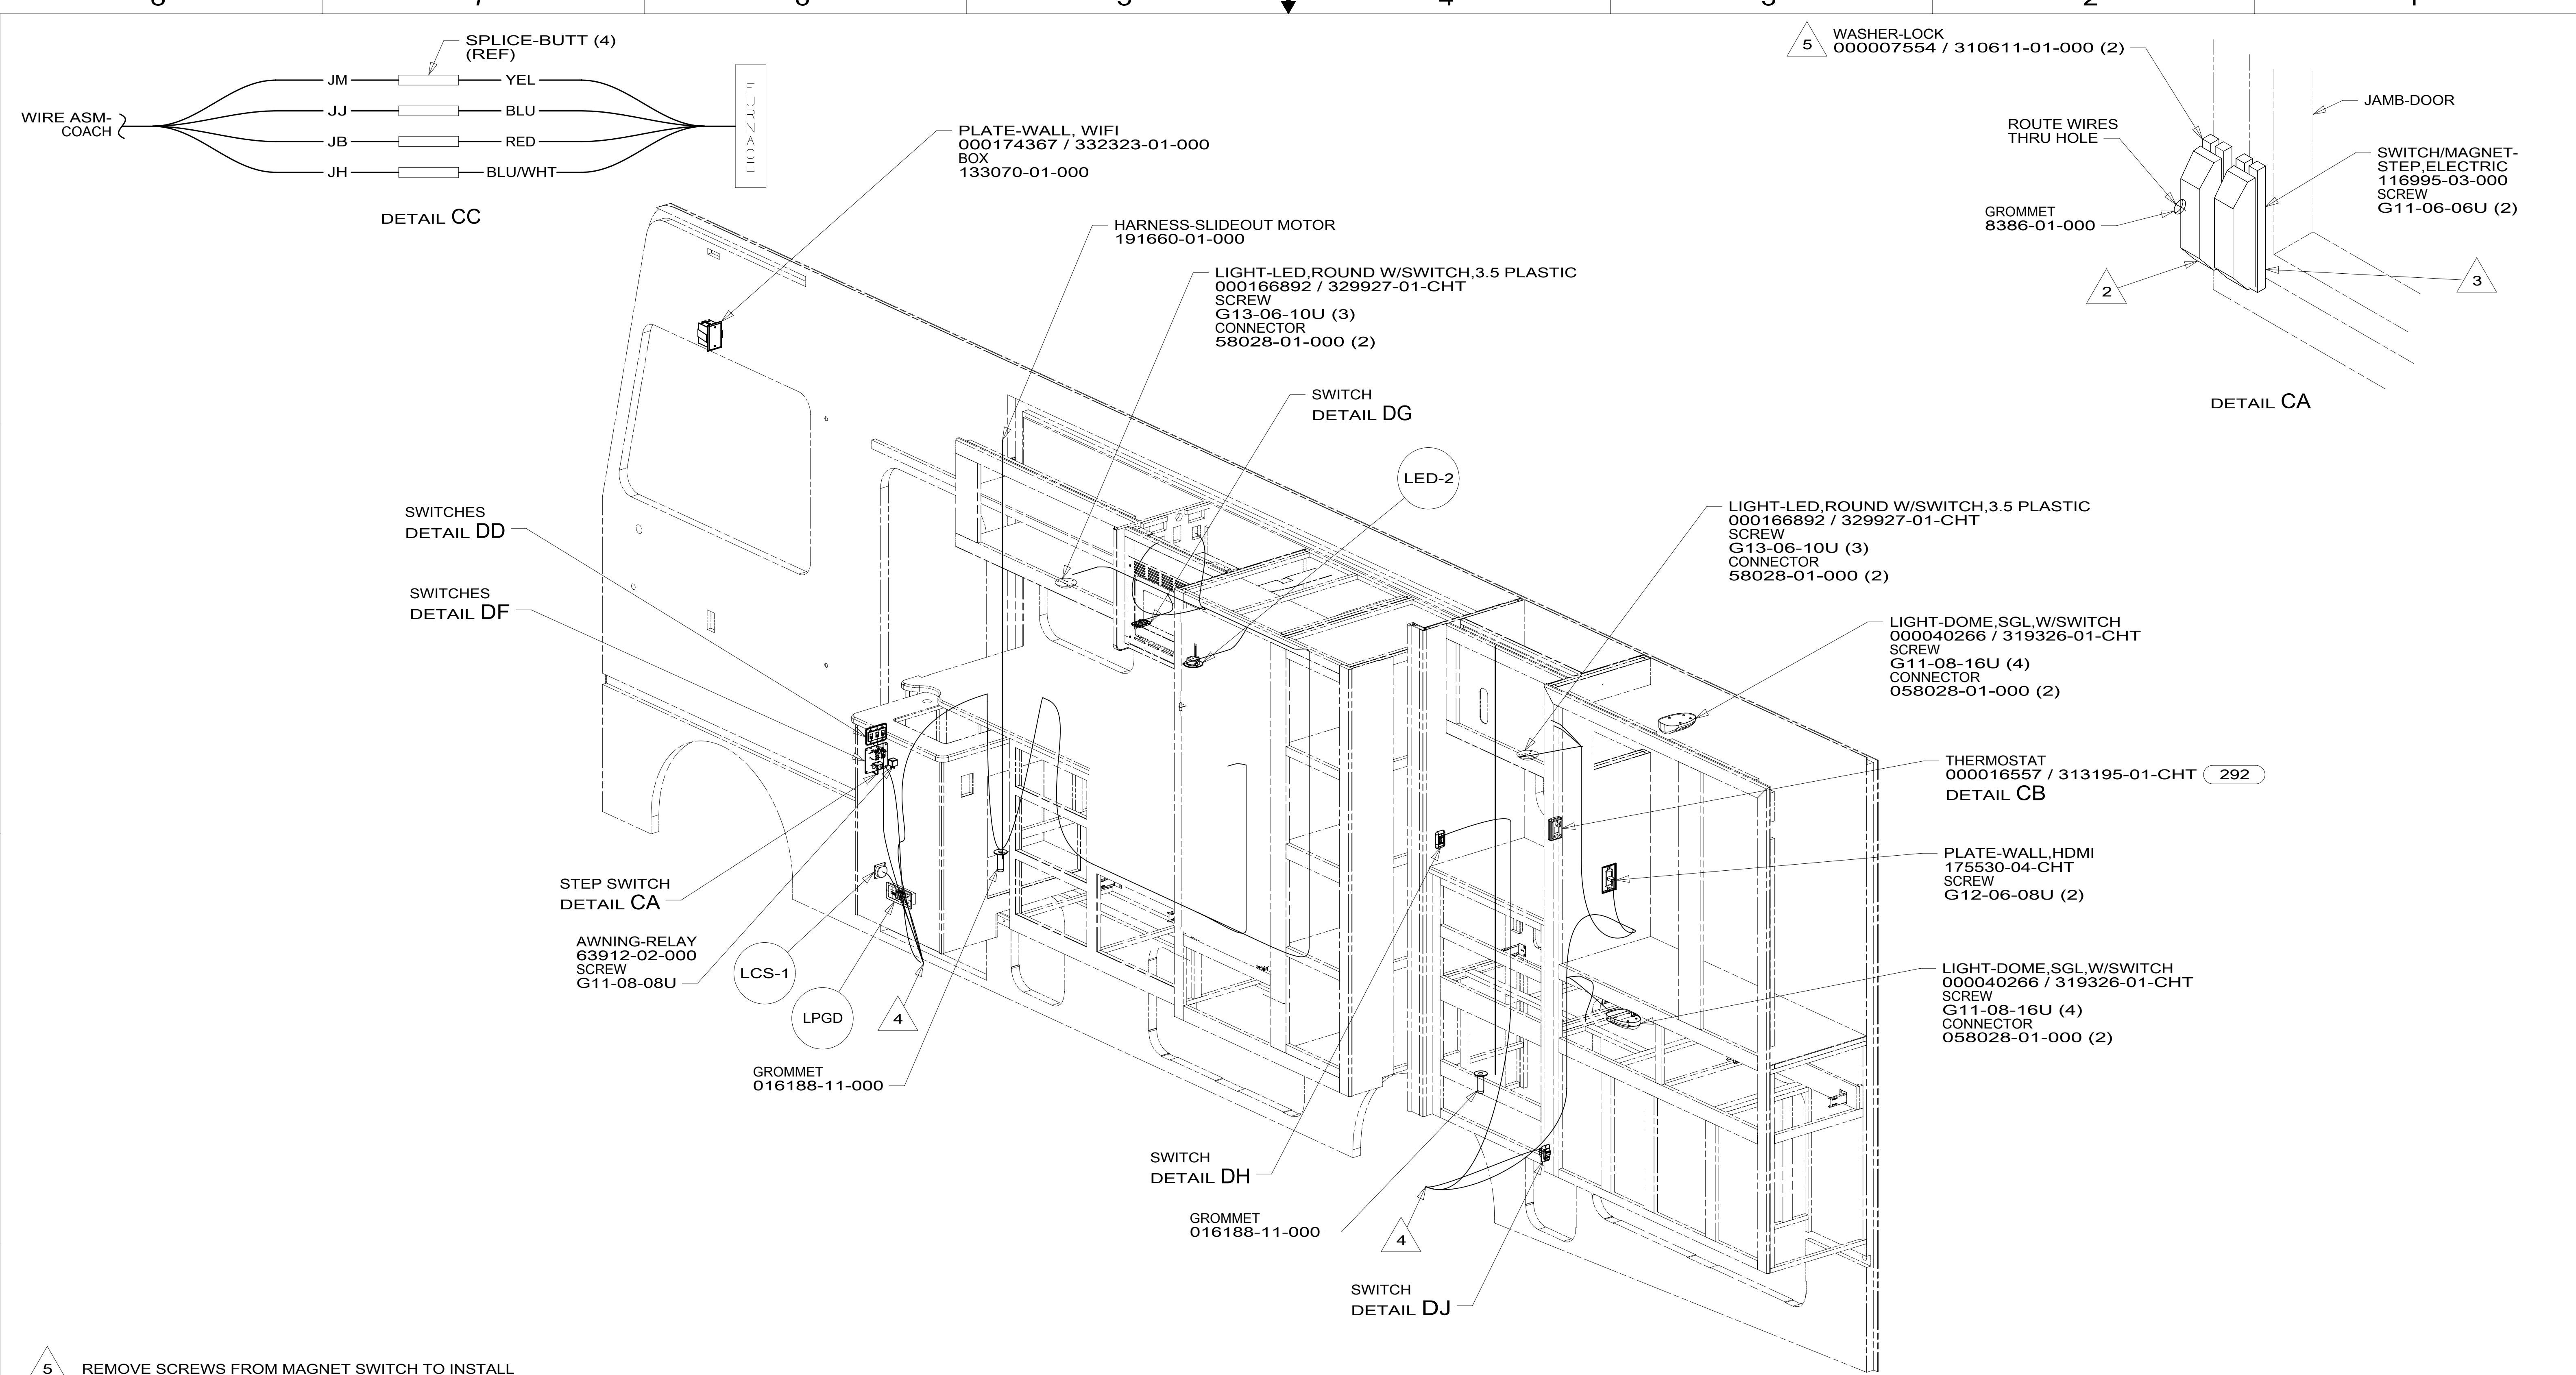 SPLICE-BUTT (4)
(REF)
WIRE ASM-
COACH
JM
YEL
JJ
BLU
JB
RED
JH
BLU/WHT
FURNACE
DETAIL CC
PLATE-WALL, WIFI
000174367 / 332323-01-000
BOX
133070-01-000
HARNESS-SLIDEOUT MOTOR
191660-01-000
LIGHT-LED,ROUND W/SWITCH,3.5 PLASTIC
000166892 / 329927-01-CHT
SCREW
G13-06-10U (3)
CONNECTOR
58028-01-000 (2)
SWITCH
DETAIL DG
LED-2
5
WASHER-LOCK
000007554 / 310611-01-000 (2)
JAMB-DOOR
ROUTE WIRES
THRU HOLE
SWITCH/MAGNET-
STEP,ELECTRIC
116995-03-000
SCREW
G11-06-06U (2)
GROMMET
8386-01-000
2
3
DETAIL CA
SWITCHES
DETAIL DD
SWITCHES
DETAIL DF
LIGHT-LED,ROUND W/SWITCH,3.5 PLASTIC
000166892 / 329927-01-CHT
SCREW
G13-06-10U (3)
CONNECTOR
58028-01-000 (2)
LIGHT-DOME,SGL,W/SWITCH
000040266 / 319326-01-CHT
SCREW
G11-08-16U (4)
CONNECTOR
058028-01-000 (2)
THERMOSTAT
000016557 / 313195-01-CHT 292
DETAIL CB
PLATE-WALL,HDMI
175530-04-CHT
SCREW
G12-06-08U (2)
STEP SWITCH
DETAIL CA
AWNING-RELAY
63912-02-000
SCREW
G11-08-08U
LCS-1
LPGD
4
GROMMET
016188-11-000
LIGHT-DOME,SGL,W/SWITCH
000040266 / 319326-01-CHT
SCREW
G11-08-16U (4)
CONNECTOR
058028-01-000 (2)
SWITCH
DETAIL DH
GROMMET
016188-11-000
4
SWITCH
DETAIL DJ
5 REMOVE SCREWS FROM MAGNET SWITCH TO INSTALL